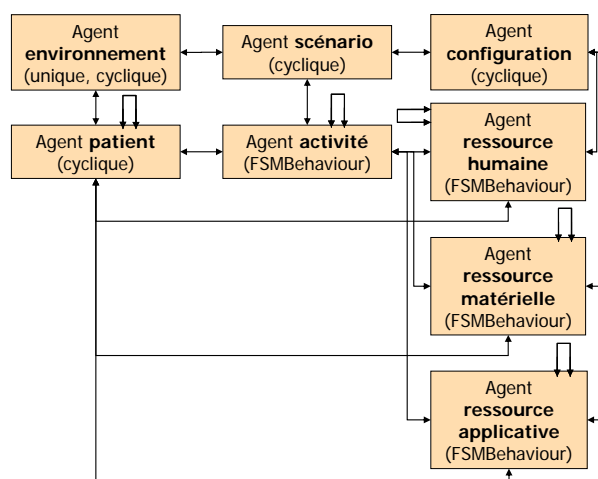 Agent
environnement
(unique, cyclique)
Agent scénario
(cyclique)
Agent
configuration
(cyclique)
Agent patient
(cyclique)
Agent activité
(FSMBehaviour)
Agent
ressource
humaine
(FSMBehaviour)
Agent
ressource
matérielle
(FSMBehaviour)
Agent
ressource
applicative
(FSMBehaviour)